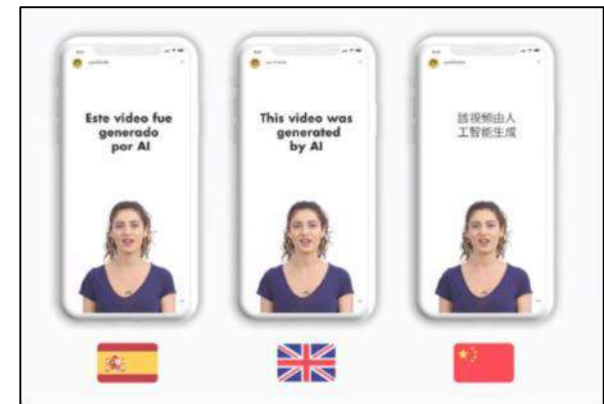 Este video fue
generado
por AI
This video was
generated
by AI
該視頻由人
工智能生成